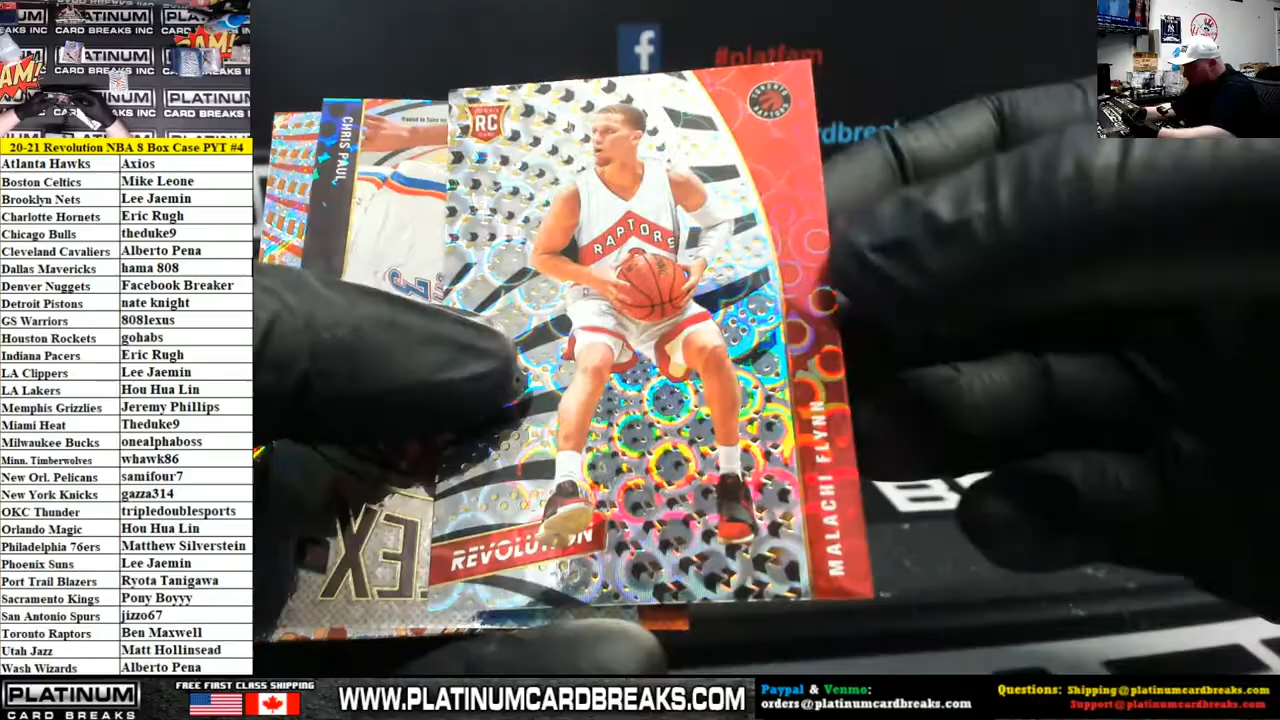 PLATINUM
CARD BREAKS INC
20-21 Revolution NBA 8 Box Case PYT #4
Atlanta Hawks Axios
Boston Celtics Mike Leone
Brooklyn Nets Lee Jaemin
Charlotte Hornets Eric Rugh
Chicago Bulls theduke9
Cleveland Cavaliers Alberto Pena
Dallas Mavericks hama 808
Denver Nuggets Facebook Breaker
Detroit Pistons nate knight
GS Warriors 808lexus
Houston Rockets gohabs
Indiana Pacers Eric Rugh
LA Clippers Lee Jaemin
LA Lakers Hou Hua Lin
Memphis Grizzlies Jeremy Phillips
Miami Heat Theduke9
Milwaukee Bucks onealphaboss
Minn. Timberwolves whawk86
New Orl. Pelicans samifour7
New York Knicks gazza314
OKC Thunder tripledoublesports
Orlando Magic Hou Hua Lin
Philadelphia 76ers Matthew Silverstein
Phoenix Suns Lee Jaemin
Port Trail Blazers Ryota Tanigawa
Sacramento Kings Pony Boyyy
San Antonio Spurs jizzo67
Toronto Raptors Ben Maxwell
Utah Jazz Matt Hollinsead
Wash Wizards Alberto Pena
f #platfam
cardbreak
CHRIS PAUL
RC
TORONTO
RAPTORS
RAPTORS
REVOLUTION
MALACHI FLYNN
PLATINUM
CARD BREAKS
FREE FIRST CLASS SHIPPING
WWW.PLATINUMCARDBREAKS.COM
Paypal & Venmo:
orders@platinumcardbreaks.com
Questions: Shipping@platinumcardbreaks.com
Support@platinumcardbreaks.com